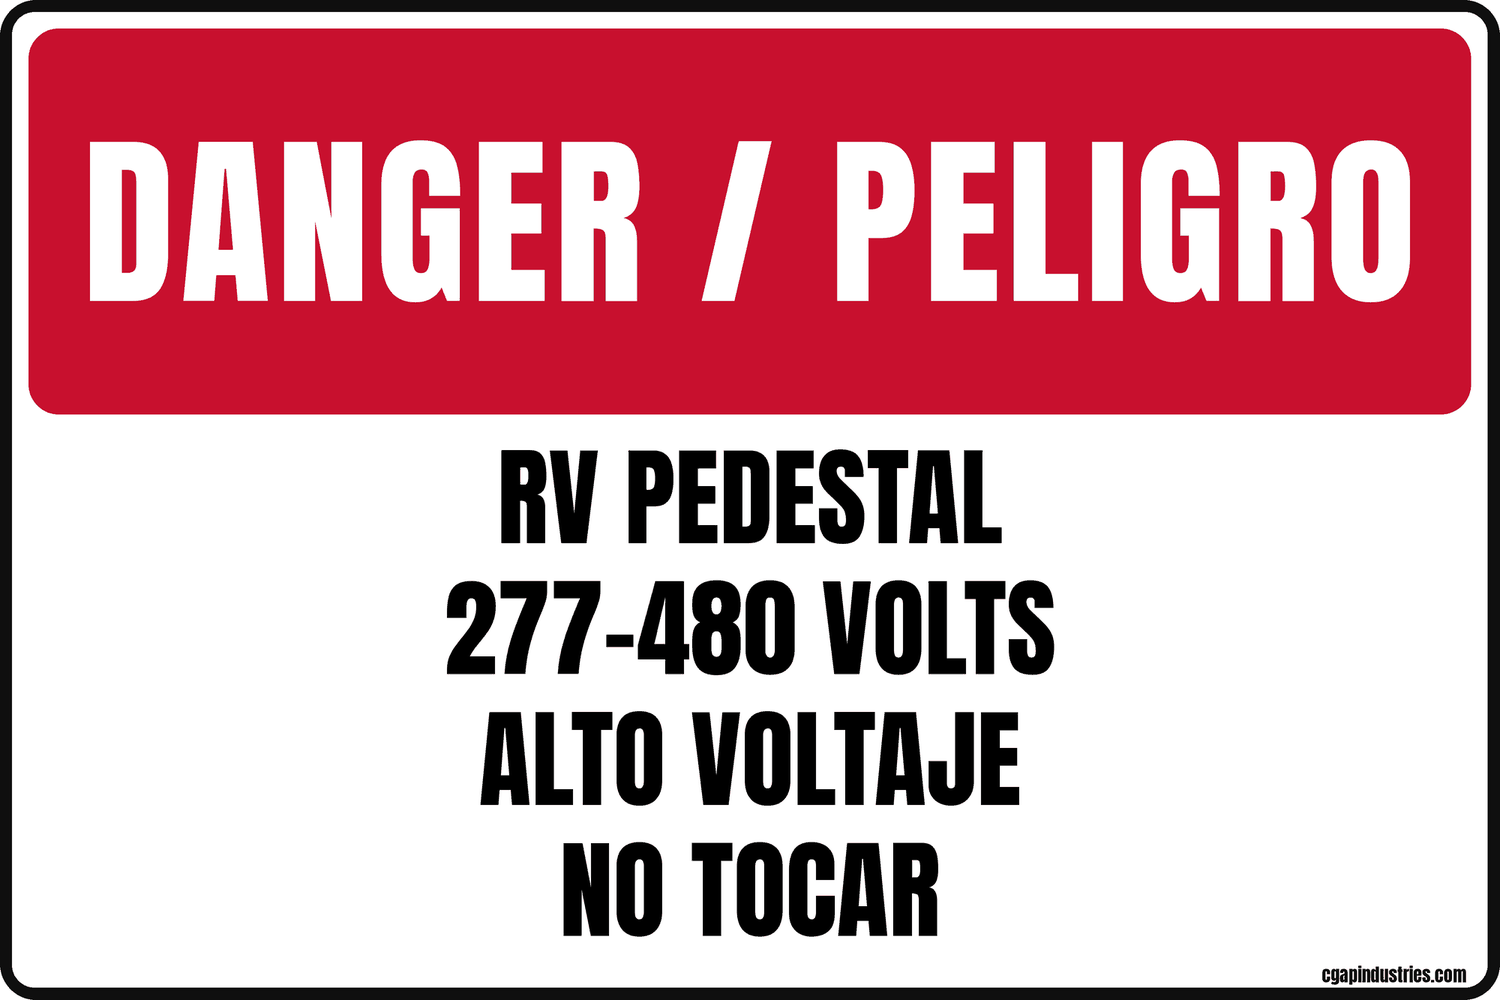 DANGER / PELIGRO
RV PEDESTAL
277-480 VOLTS
ALTO VOLTAJE
NO TOCAR
cgapindustries.com